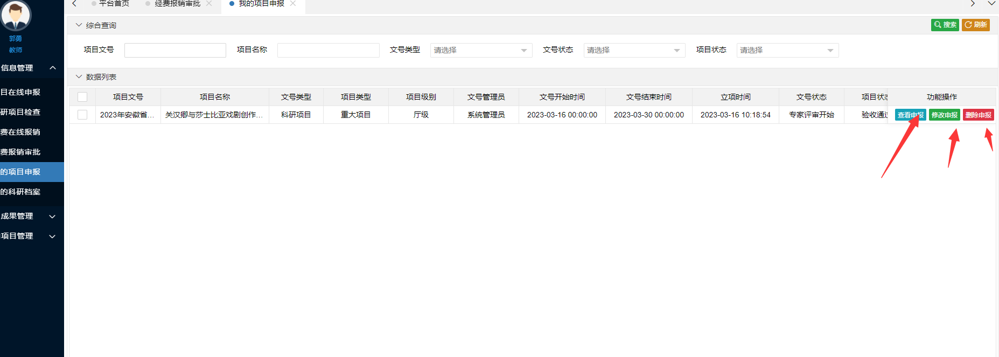 平台首页 经费报销审批 我的项目申报
郭勇
教师
信息管理
目在线申报
研项目检查
费在线报销
费报销审批
的项目申报
的科研档案
成果管理
项目管理
综合查询 搜索 刷新
项目文号 项目名称 文号类型 请选择 文号状态 请选择 项目状态 请选择
数据列表
项目文号 项目名称 文号类型 项目类型 项目级别 文号管理员 文号开始时间 文号结束时间 立项时间 文号状态 项目状态 功能操作
2023年安徽省... 关汉卿与莎士比亚戏剧创作... 科研项目 重大项目 厅级 系统管理员 2023-03-16 00:00:00 2023-03-30 00:00:00 2023-03-16 10:18:54 专家评审开始 验收通过 查看申报 修改申报 删除申报